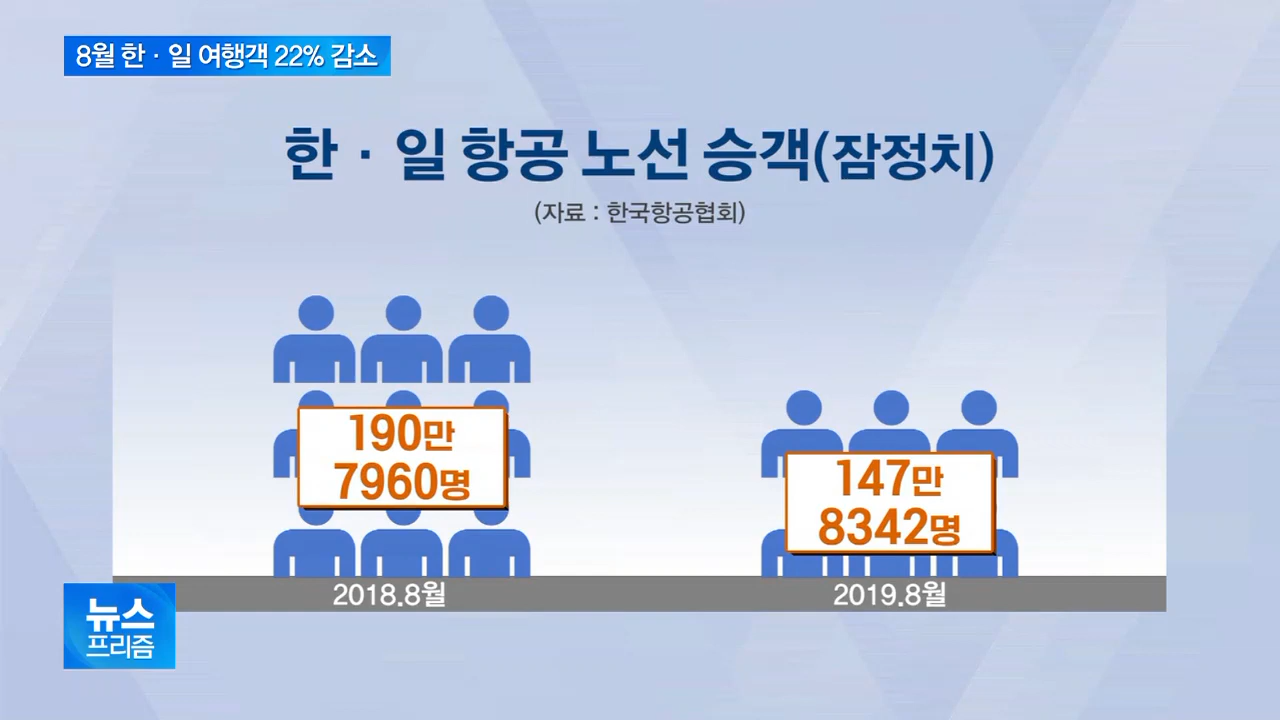 8월 한·일 여행객 22% 감소
한·일 항공 노선 승객(잠정치)
(자료 : 한국항공협회)
190만
7960명
147만
8342명
2018.8월
2019.8월
뉴스
프리즘